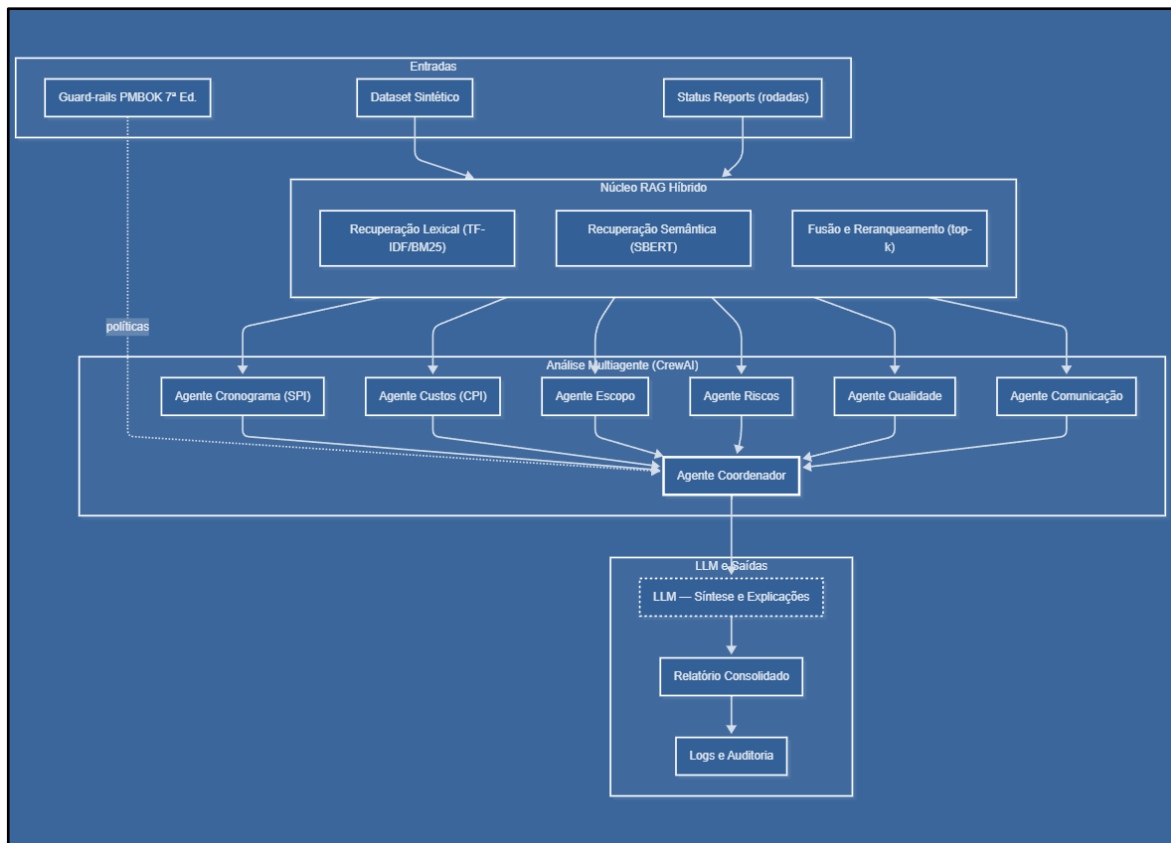 Entradas
Guard-rails PMBOK 7ª Ed.
Dataset Sintético
Status Reports (rodadas)
Núcleo RAG Híbrido
Recuperação Lexical (TF-
IDF/BM25)
Recuperação Semântica
(SBERT)
Fusão e Reranqueamento (top-
k)
políticas
Análise Multiagente (CrewAI)
Agente Cronograma (SPI)
Agente Custos (CPI)
Agente Escopo
Agente Riscos
Agente Qualidade
Agente Comunicação
Agente Coordenador
LLM e Saídas
LLM — Síntese e Explicações
Relatório Consolidado
Logs e Auditoria